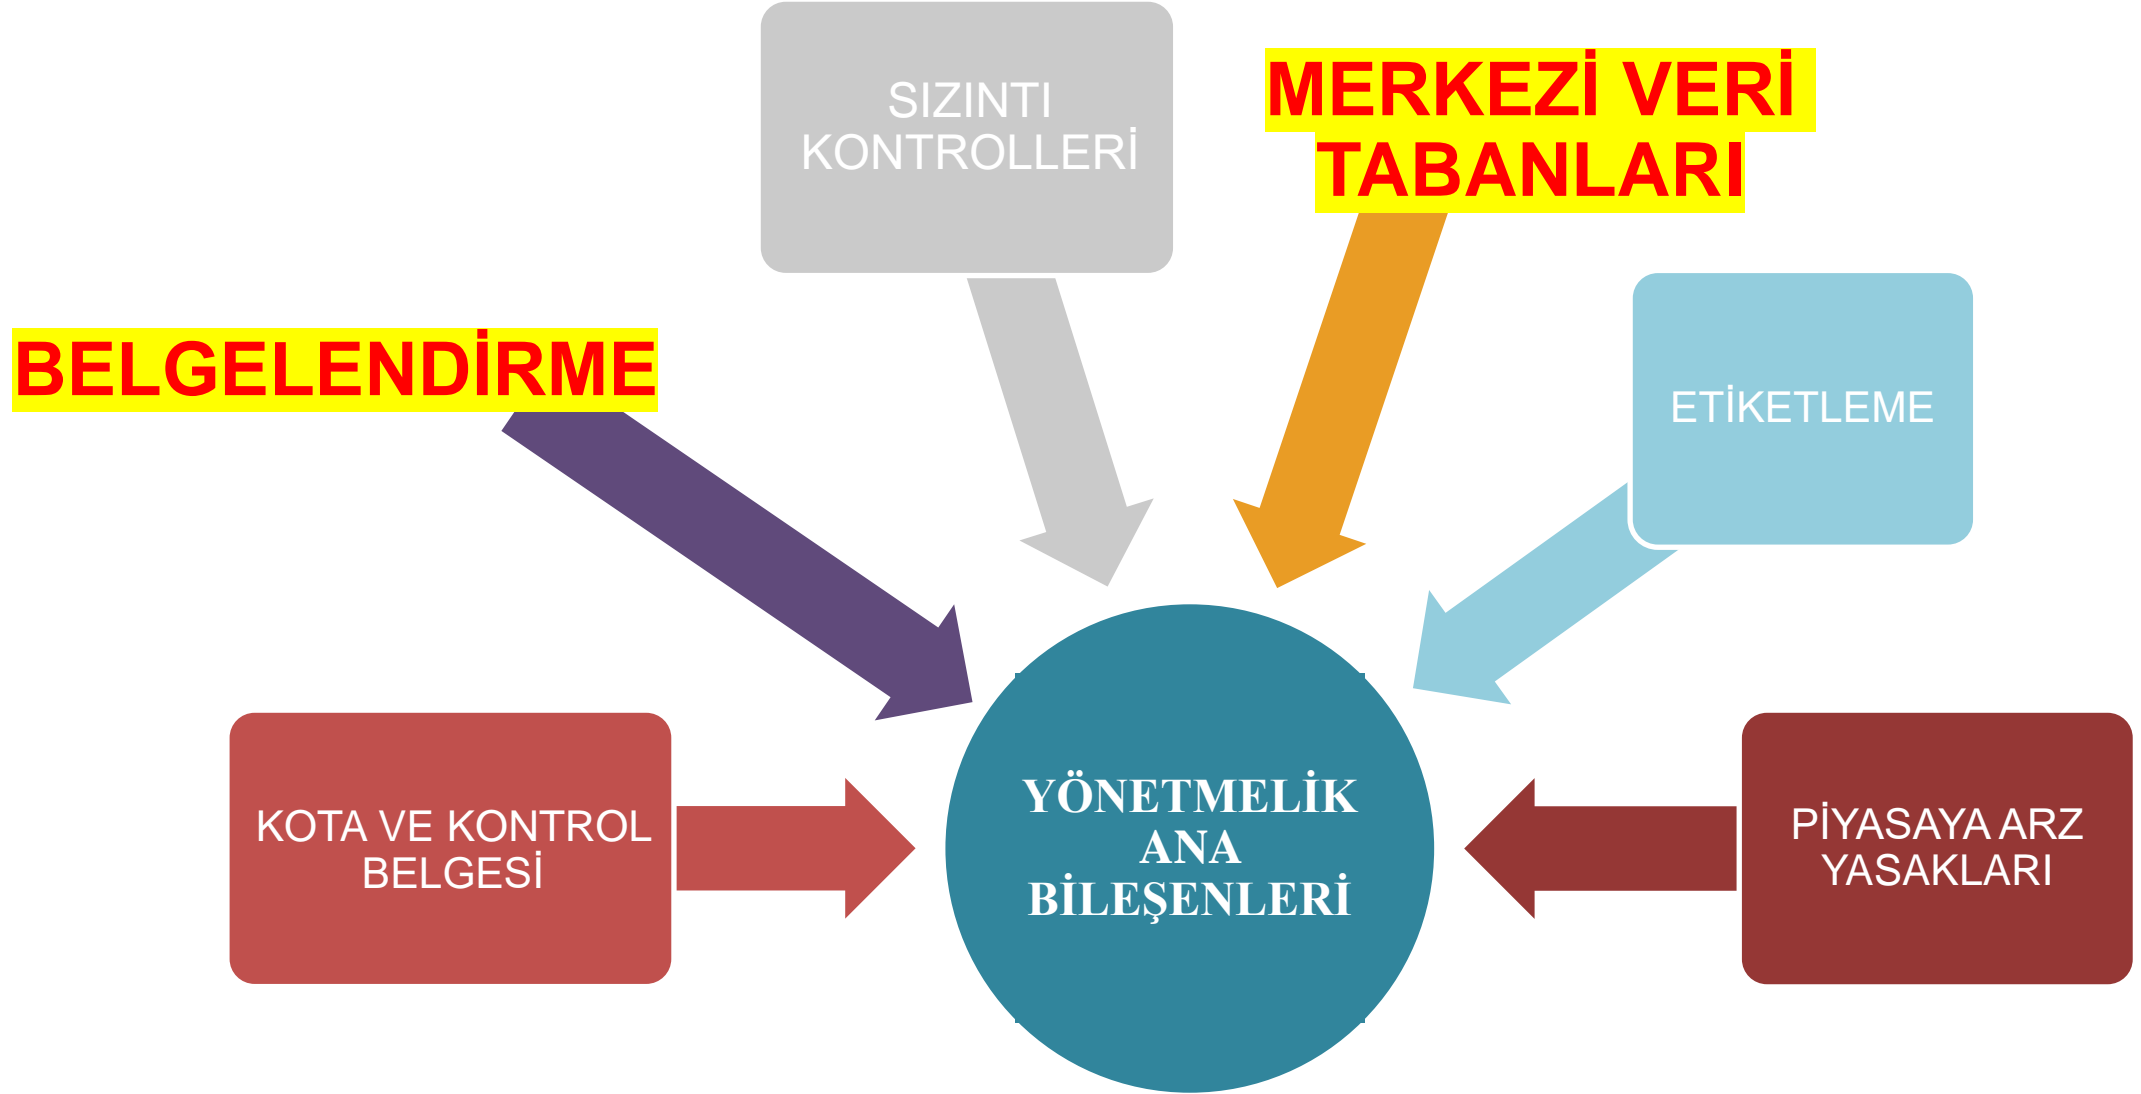 SIZINTI
KONTROLLERİ
MERKEZİ VERİ
TABANLARI
BELGELENDİRME
ETİKETLEME
KOTA VE KONTROL
BELGESİ
YÖNETMELİK
ANA
BİLEŞENLERİ
PİYASAYA ARZ
YASAKLARI